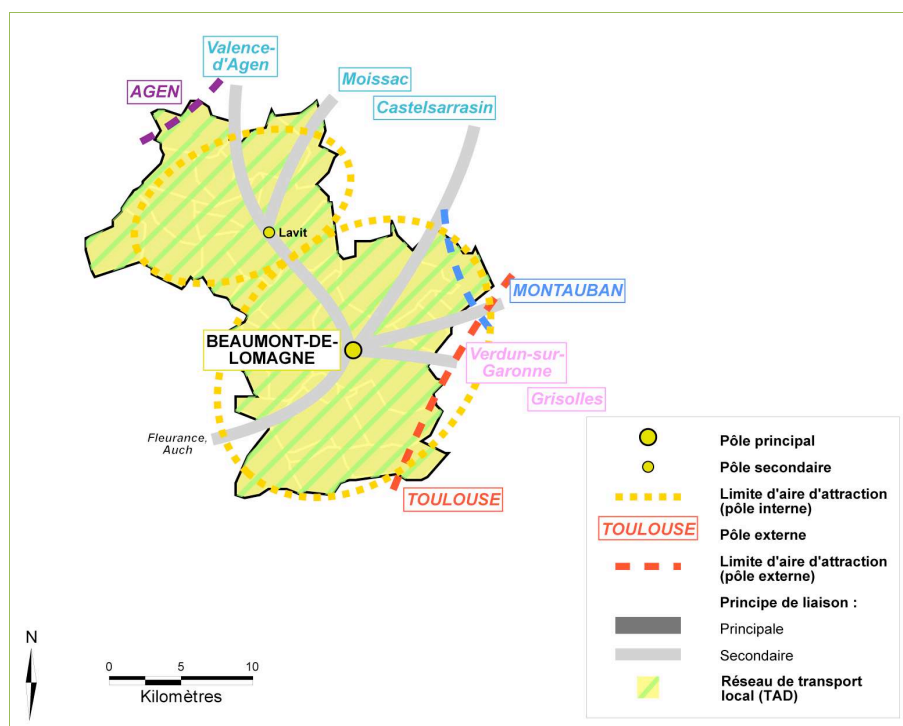 Valence-
d'Agen
AGEN
Moissac
Castelsarrasin
Lavit
MONTAUBAN
BEAUMONT-DE-
LOMAGNE
Verdun-sur-
Garonne
Grisolles
Fleurance,
Auch
TOULOUSE
Pôle principal
Pôle secondaire
Limite d'aire d'attraction
(pôle interne)
TOULOUSE Pôle externe
Limite d'aire d'attraction
(pôle externe)
Principe de liaison :
Principale
Secondaire
Réseau de transport
local (TAD)
N
0 5 10
Kilomètres